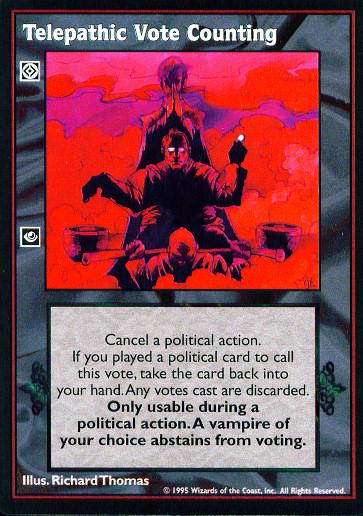 Telepathic Vote Counting
Cancel a political action.
If you played a political card to call
this vote, take the card back into
your hand. Any votes cast are discarded.
Only usable during a
political action. A vampire of
your choice abstains from voting.
Illus. Richard Thomas
© 1995 Wizards of the Coast, Inc. All Rights Reserved.